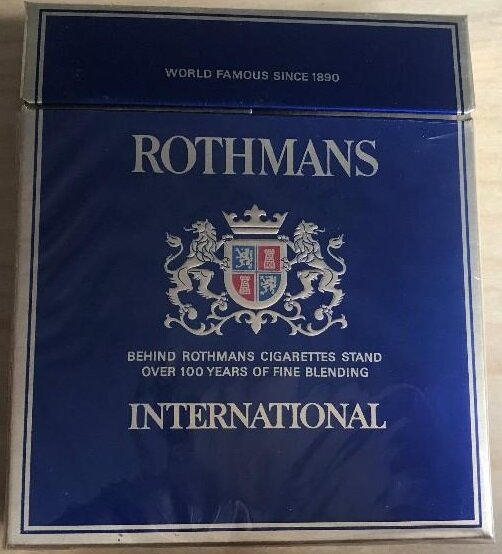 WORLD FAMOUS SINCE 1890
ROTHMANS
BEHIND ROTHMANS CIGARETTES STAND
OVER 100 YEARS OF FINE BLENDING
INTERNATIONAL